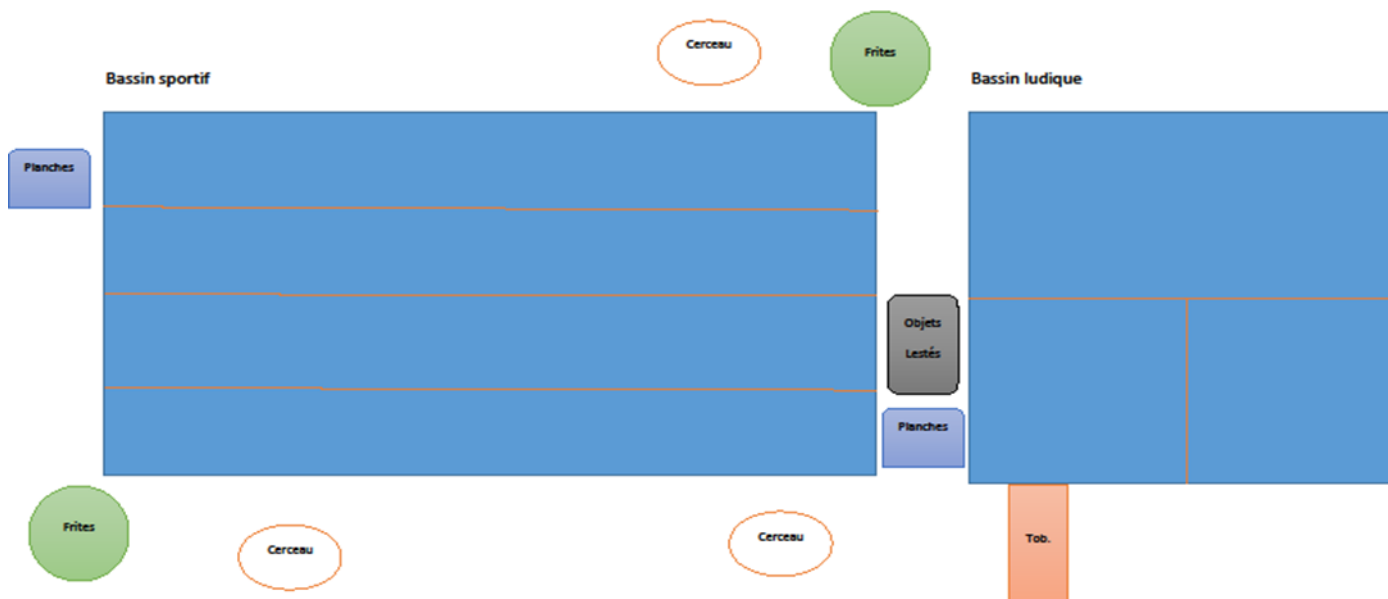 Cerceau
Frites
Bassin sportif
Bassin ludique
Planches
Objets
Lestés
Planches
Frites
Cerceau
Cerceau
Tob.